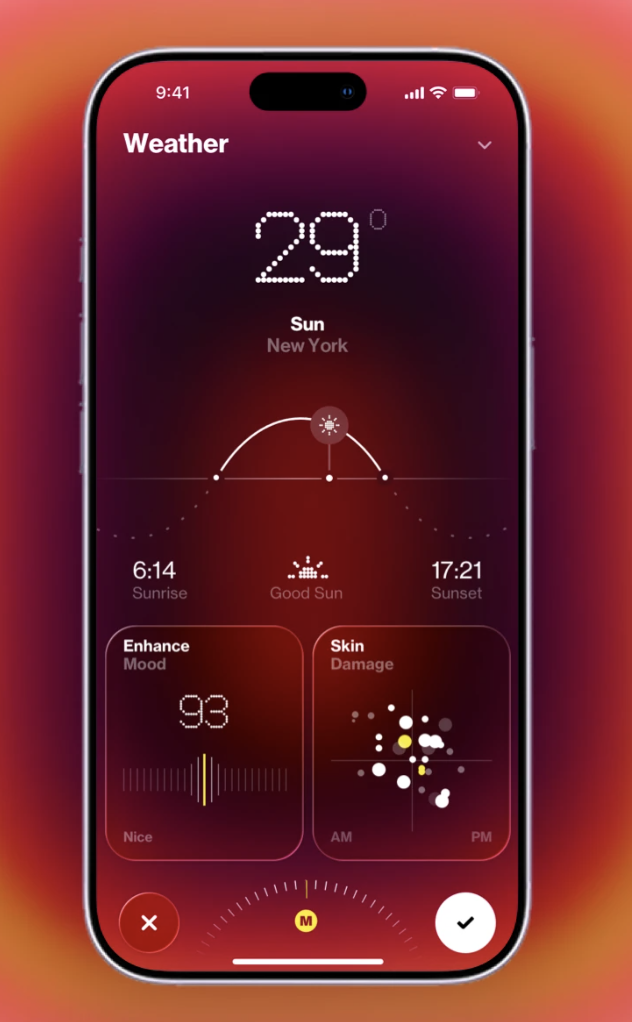 9:41
Weather
29°
Sun
New York
6:14
Sunrise
Good Sun
17:21
Sunset
Enhance
Mood
93
Nice
Skin
Damage
AM
PM
M